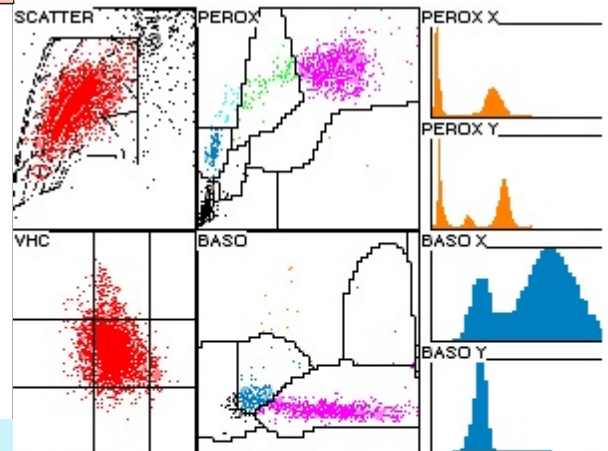 SCATTER
PEROX
PEROX X
PEROX Y
VHC
BASO
BASO X
BASO Y